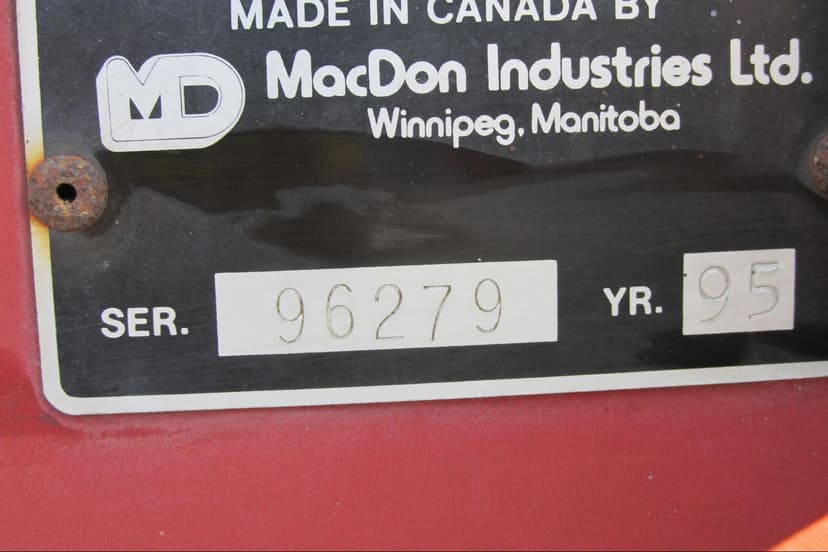 MADE IN CANADA BY
MD MacDon Industries Ltd.
Winnipeg, Manitoba
SER. 96279 YR. 95